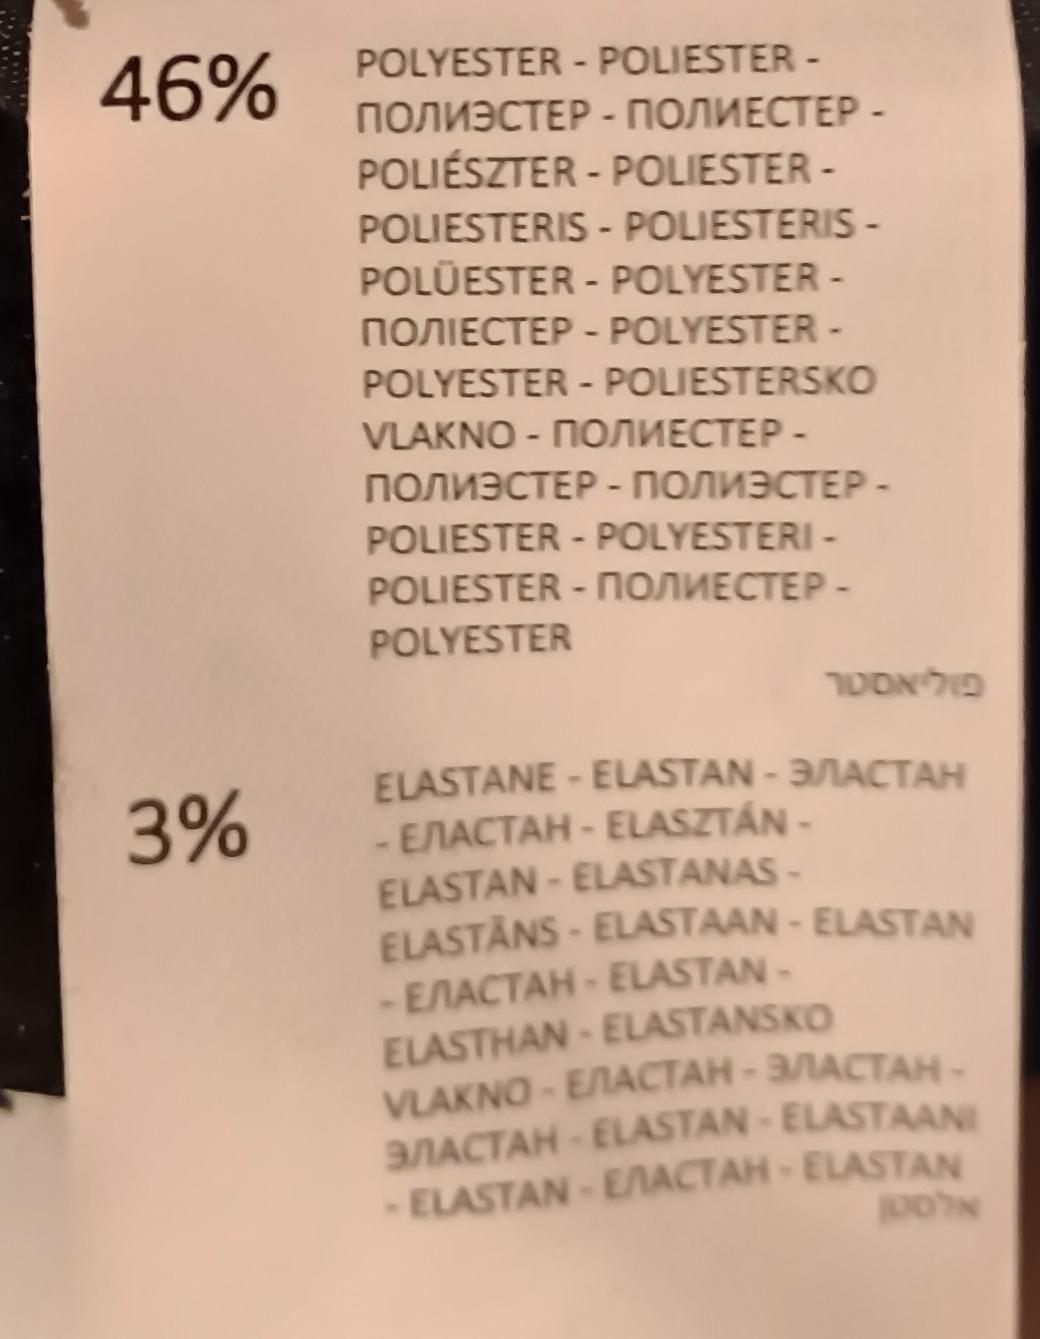 46%
POLYESTER - POLIESTER -
ПОЛИЭСТЕР - ПОЛИЕСТЕР -
POLIÉSZTER - POLIESTER -
POLIESTERIS - POLIESTERIS -
POLÜESTER - POLYESTER -
ПОЛІЕСТЕР - POLYESTER -
POLYESTER - POLIESTERSKO
VLAKNO - ПОЛИЕСТЕР -
ПОЛИЭСТЕР - ПОЛИЭСТЕР -
POLIESTER - POLYESTERI -
POLIESTER - ПОЛИЕСТЕР -
POLYESTER
פוליאסטר
3%
ELASTANE - ELASTAN - ЭЛАСТАН
- ЕЛАСТАН - ELASZTÁN -
ELASTAN - ELASTANAS -
ELASTĀNS - ELASTAAN - ELASTAN
- ЕЛАСТАН - ELASTAN -
ELASTHAN - ELASTANSKO
VLAKNO - ЕЛАСТАН - ЭЛАСТАН -
ЭЛАСТАН - ELASTAN - ELASTAANI
- ELASTAN - ЕЛАСТАН - ELASTAN
אלסטן